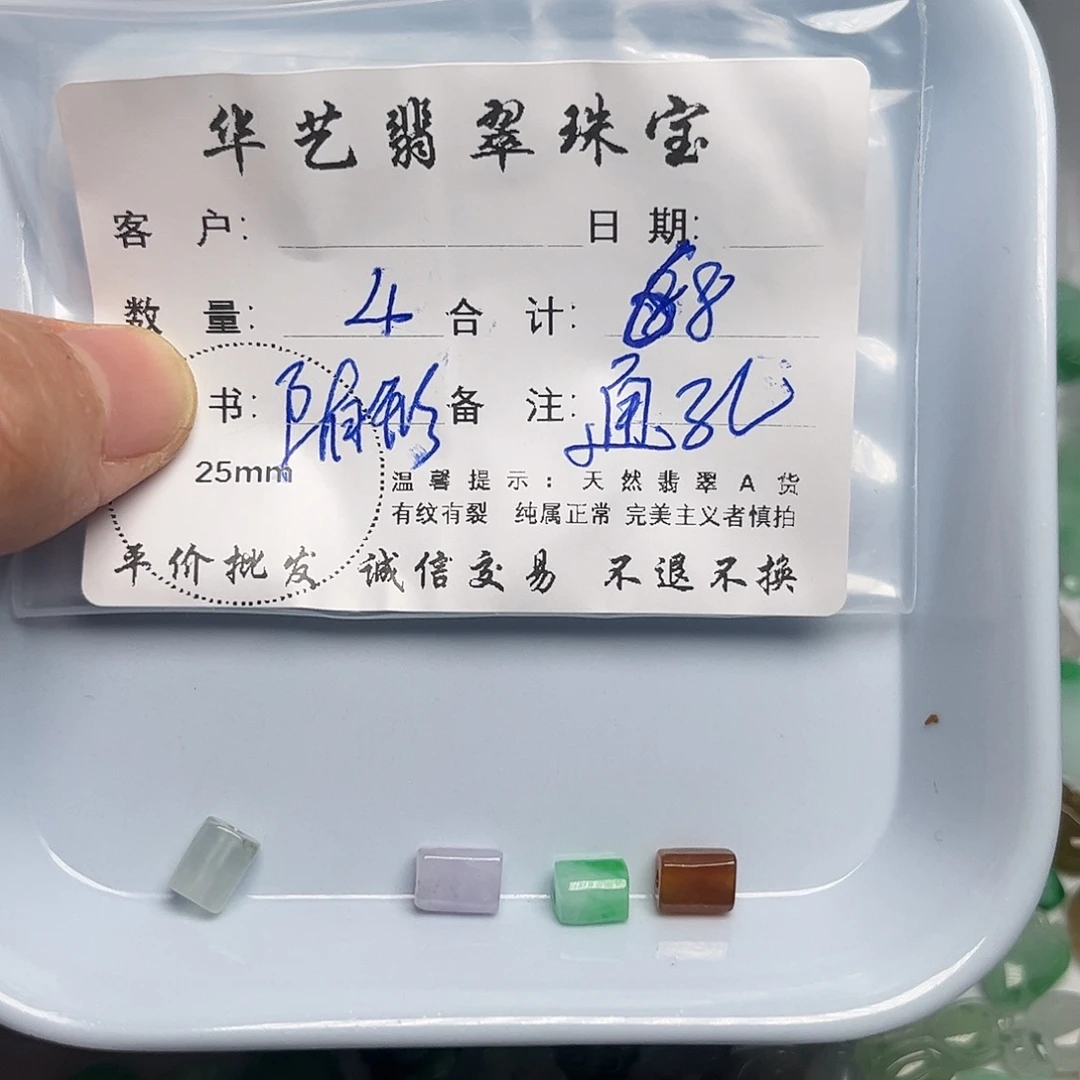 华艺翡翠珠宝
客 户: 日 期:
数 量: 4 合 计: 88
书: 随形 备 注: 通孔
25mm 温馨提示: 天然翡翠A货
有纹有裂 纯属正常 完美主义者慎拍
平价批发 诚信交易 不退不换